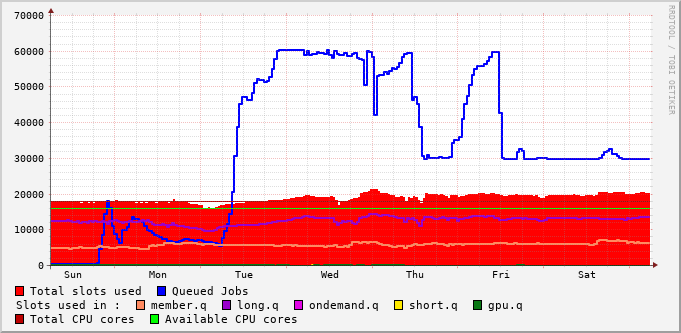 70000
60000
50000
40000
30000
20000
10000
0
Sun Mon Tue Wed Thu Fri Sat
Total slots used Queued Jobs
Slots used in : member.q long.q ondemand.q short.q gpu.q
Total CPU cores Available CPU cores
RRDTOOL / TOBI OETIKER